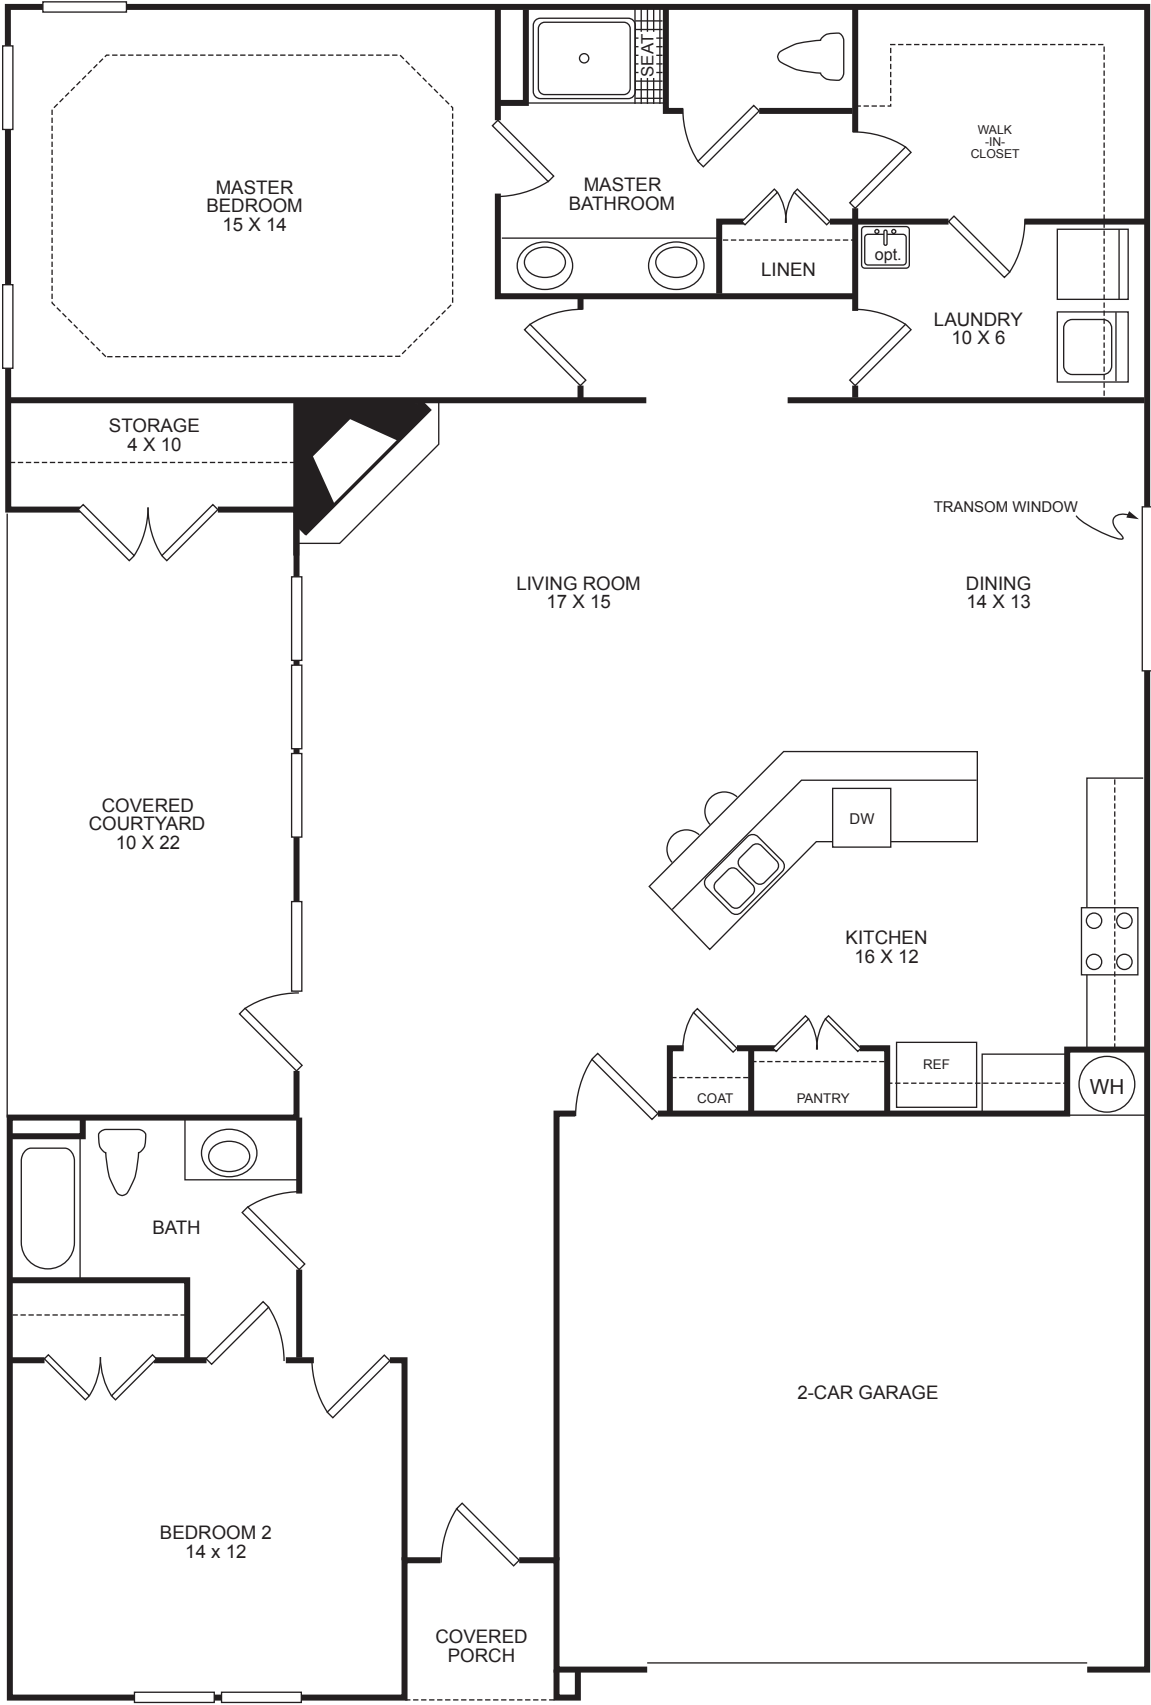 SEAT
WALK
-IN-
CLOSET
MASTER
BEDROOM
15 X 14
MASTER
BATHROOM
opt.
LINEN
LAUNDRY
10 X 6
STORAGE
4 X 10
TRANSOM WINDOW
LIVING ROOM
17 X 15
DINING
14 X 13
COVERED
COURTYARD
10 X 22
DW
KITCHEN
16 X 12
COAT
PANTRY
REF
WH
BATH
2-CAR GARAGE
BEDROOM 2
14 x 12
COVERED
PORCH